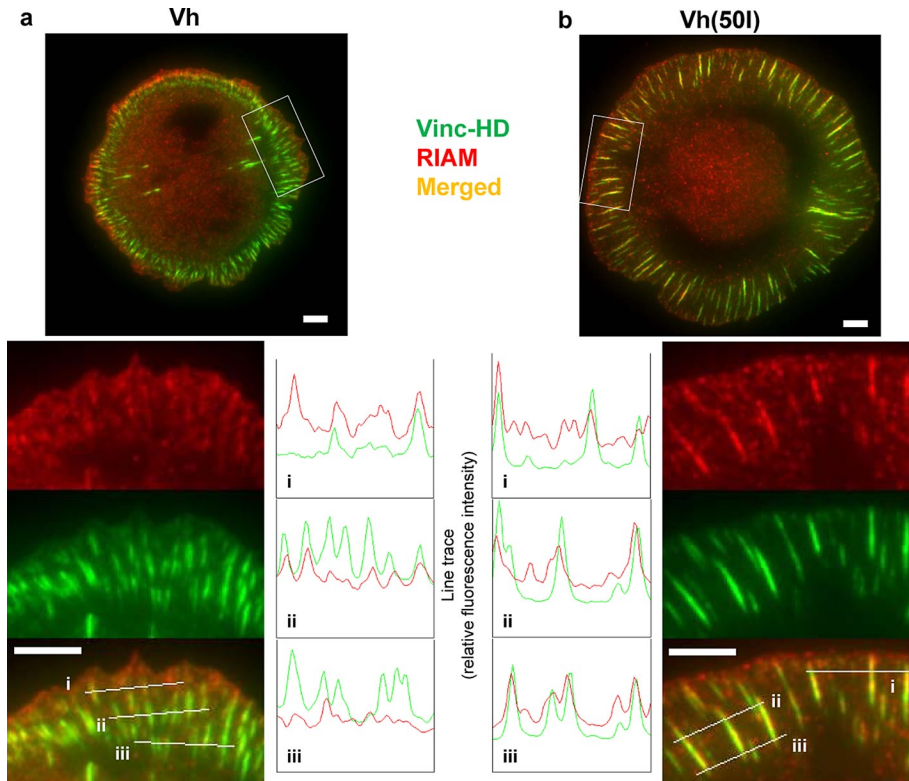 a
Vh
b
Vh(50I)
Vinc-HD
RIAM
Merged
i
ii
iii
Line trace
(relative fluorescence intensity)
i
ii
iii
i
ii
iii
i
ii
iii